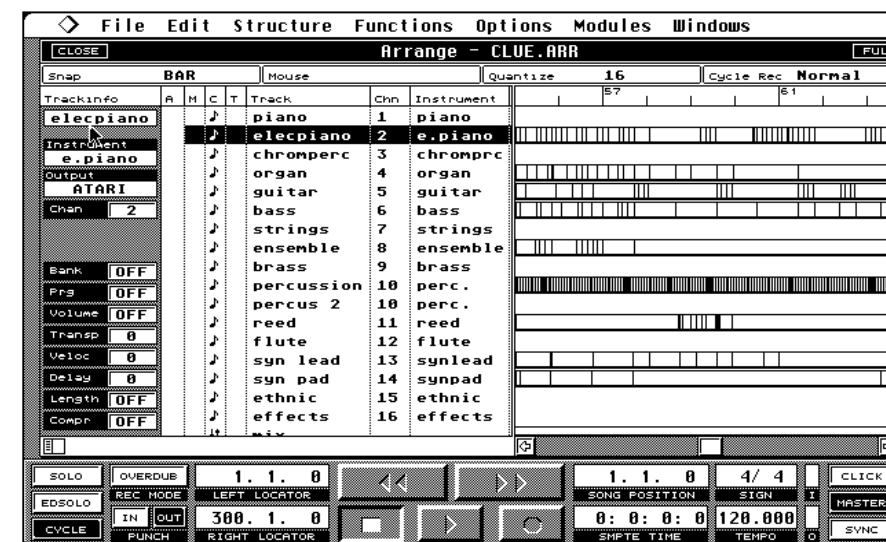 File Edit Structure Functions Options Modules Windows
CLOSE Arrange - CLUE.ARR FUL
Snap BAR Mouse Quantize 16 Cycle Rec Normal
Trackinfo A M C T Track Chn Instrument 57 61
elecpiano
Instrument
e.piano
Output
ATARI
Chan 2
Bank OFF
Prg OFF
Volume OFF
Transp 0
Veloc 0
Delay 0
Length OFF
Compr OFF
piano 1 piano
elecpiano 2 e.piano
chromperc 3 chromprc
organ 4 organ
guitar 5 guitar
bass 6 bass
strings 7 strings
ensemble 8 ensemble
brass 9 brass
percussion 10 perc.
percus 2 10 perc.
reed 11 reed
flute 12 flute
syn lead 13 synlead
syn pad 14 synpad
ethnic 15 ethnic
effects 16 effects
mix
SOLO OVERDUB 1. 1. 0 1. 1. 0 4/ 4 CLICK
REC MODE LEFT LOCATOR SONG POSITION SIGN I
EDSOLO MASTER
CYCLE IN OUT 300. 1. 0 0: 0: 0: 0 120.000 SYNC
PUNCH RIGHT LOCATOR SMPTE TIME TEMPO O